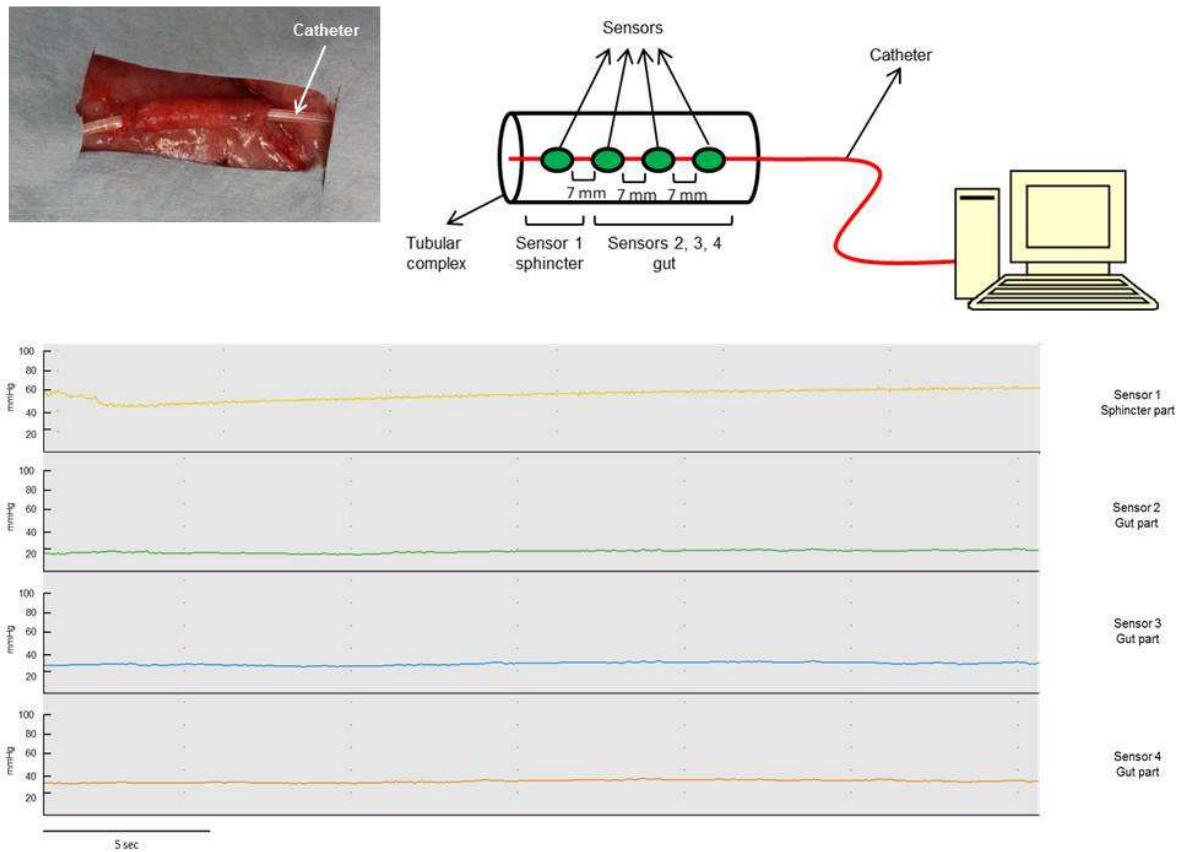 Catheter
Sensors
Catheter
7 mm
7 mm
7 mm
Tubular
complex
Sensor 1
sphincter
Sensors 2, 3, 4
gut
100
80
60
40
20
mmHg
Sensor 1
Sphincter part
100
80
60
40
20
mmHg
Sensor 2
Gut part
100
80
60
40
20
mmHg
Sensor 3
Gut part
100
80
60
40
20
mmHg
Sensor 4
Gut part
5 sec